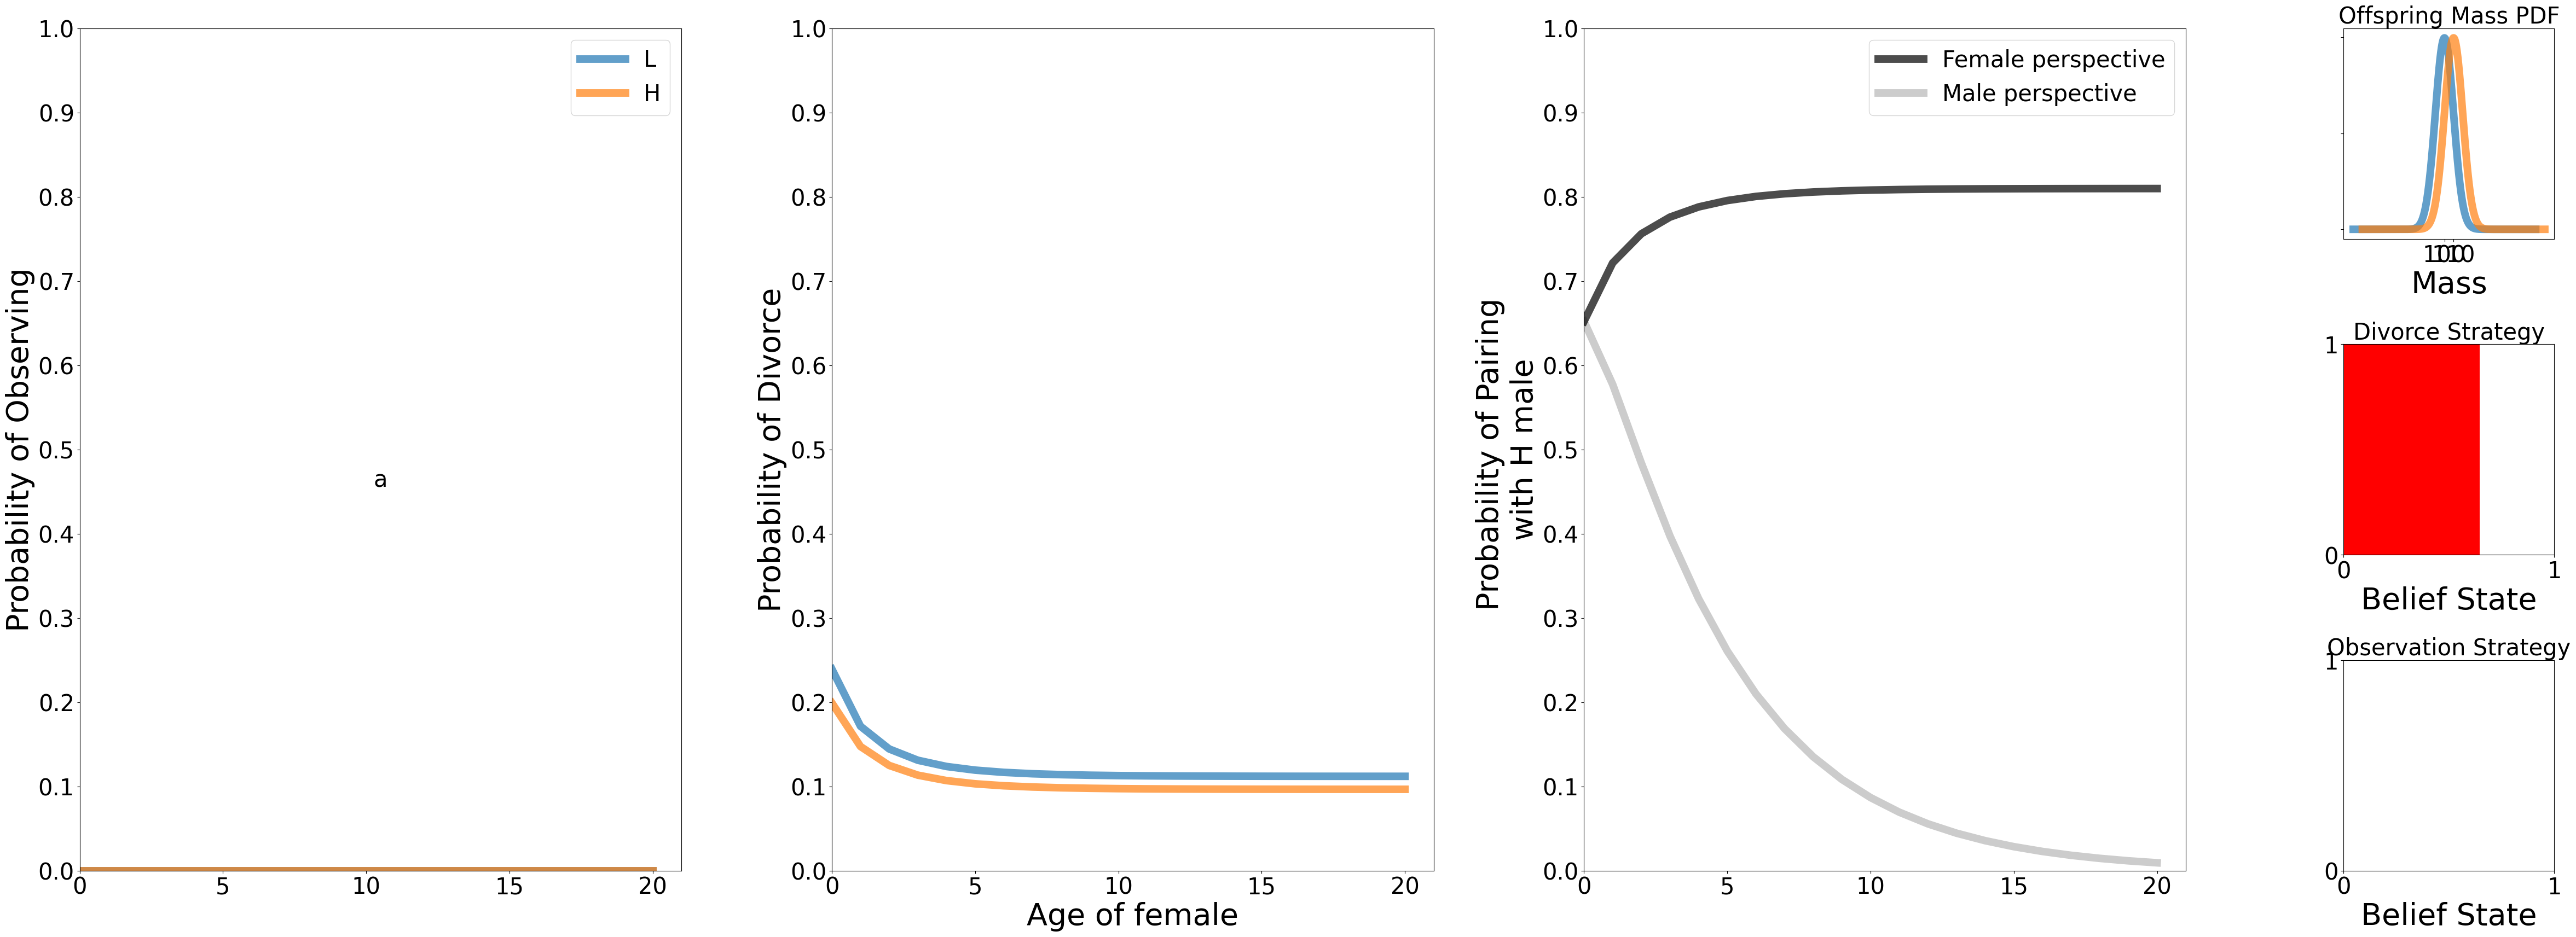 Probability of Observing
1.0
0.9
0.8
0.7
0.6
0.5
0.4
0.3
0.2
0.1
0.0
0 5 10 15 20
L
H
a
Probability of Divorce
1.0
0.9
0.8
0.7
0.6
0.5
0.4
0.3
0.2
0.1
0.0
0 5 10 15 20
Age of female
Probability of Pairing
with H male
1.0
0.9
0.8
0.7
0.6
0.5
0.4
0.3
0.2
0.1
0.0
0 5 10 15 20
Female perspective
Male perspective
Offspring Mass PDF
100 110
Mass
Divorce Strategy
1
0
0 1
Belief State
Observation Strategy
1
0
0 1
Belief State